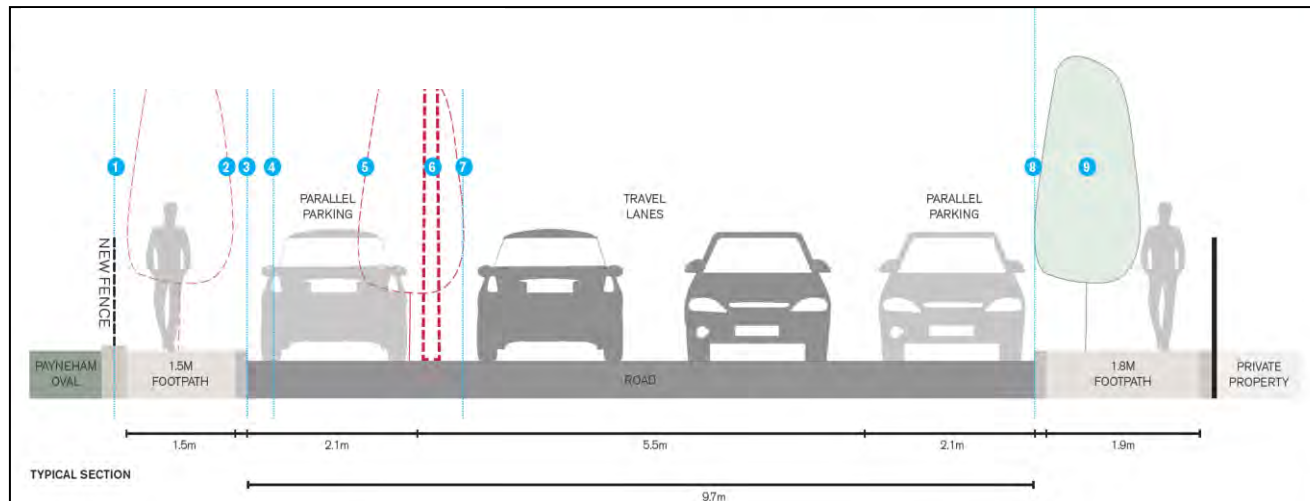 1
2
3
4
5
6
7
8
9
PARALLEL
PARKING
TRAVEL
LANES
PARALLEL
PARKING
NEW FENCE
PAYNEHAM
OVAL
1.5M
FOOTPATH
ROAD
1.8M
FOOTPATH
PRIVATE
PROPERTY
1.5m
2.1m
5.5m
2.1m
1.9m
TYPICAL SECTION
9.7m